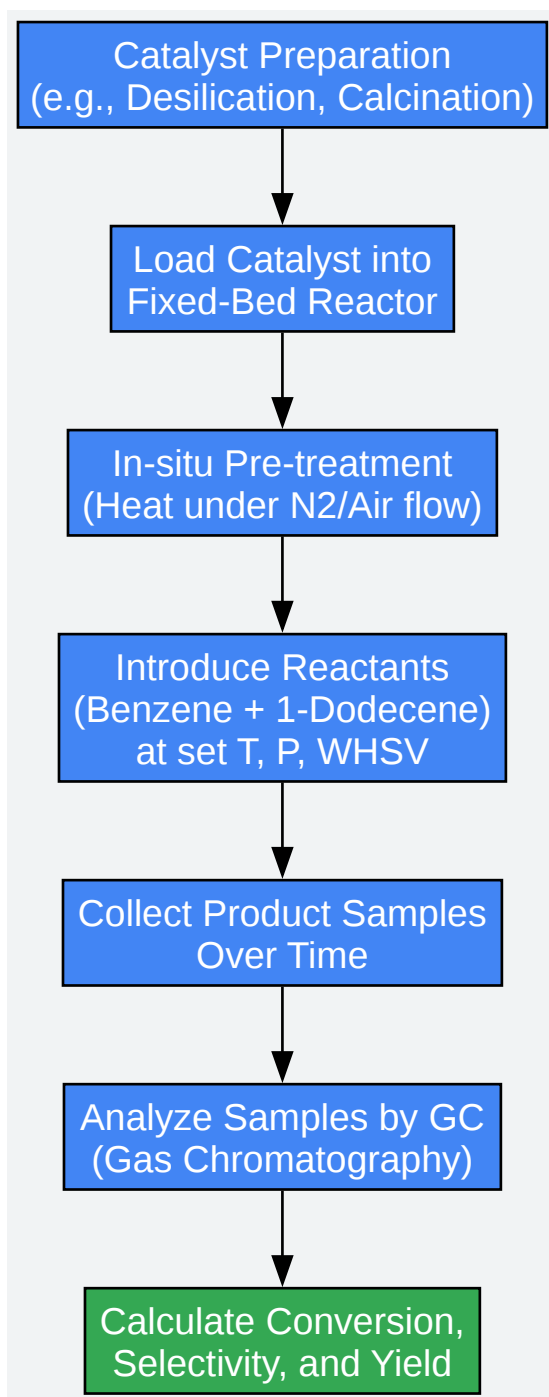 Catalyst Preparation
(e.g., Desilication, Calcination)
Load Catalyst into
Fixed-Bed Reactor
In-situ Pre-treatment
(Heat under N2/Air flow)
Introduce Reactants
(Benzene + 1-Dodecene)
at set T, P, WHSV
Collect Product Samples
Over Time
Analyze Samples by GC
(Gas Chromatography)
Calculate Conversion,
Selectivity, and Yield